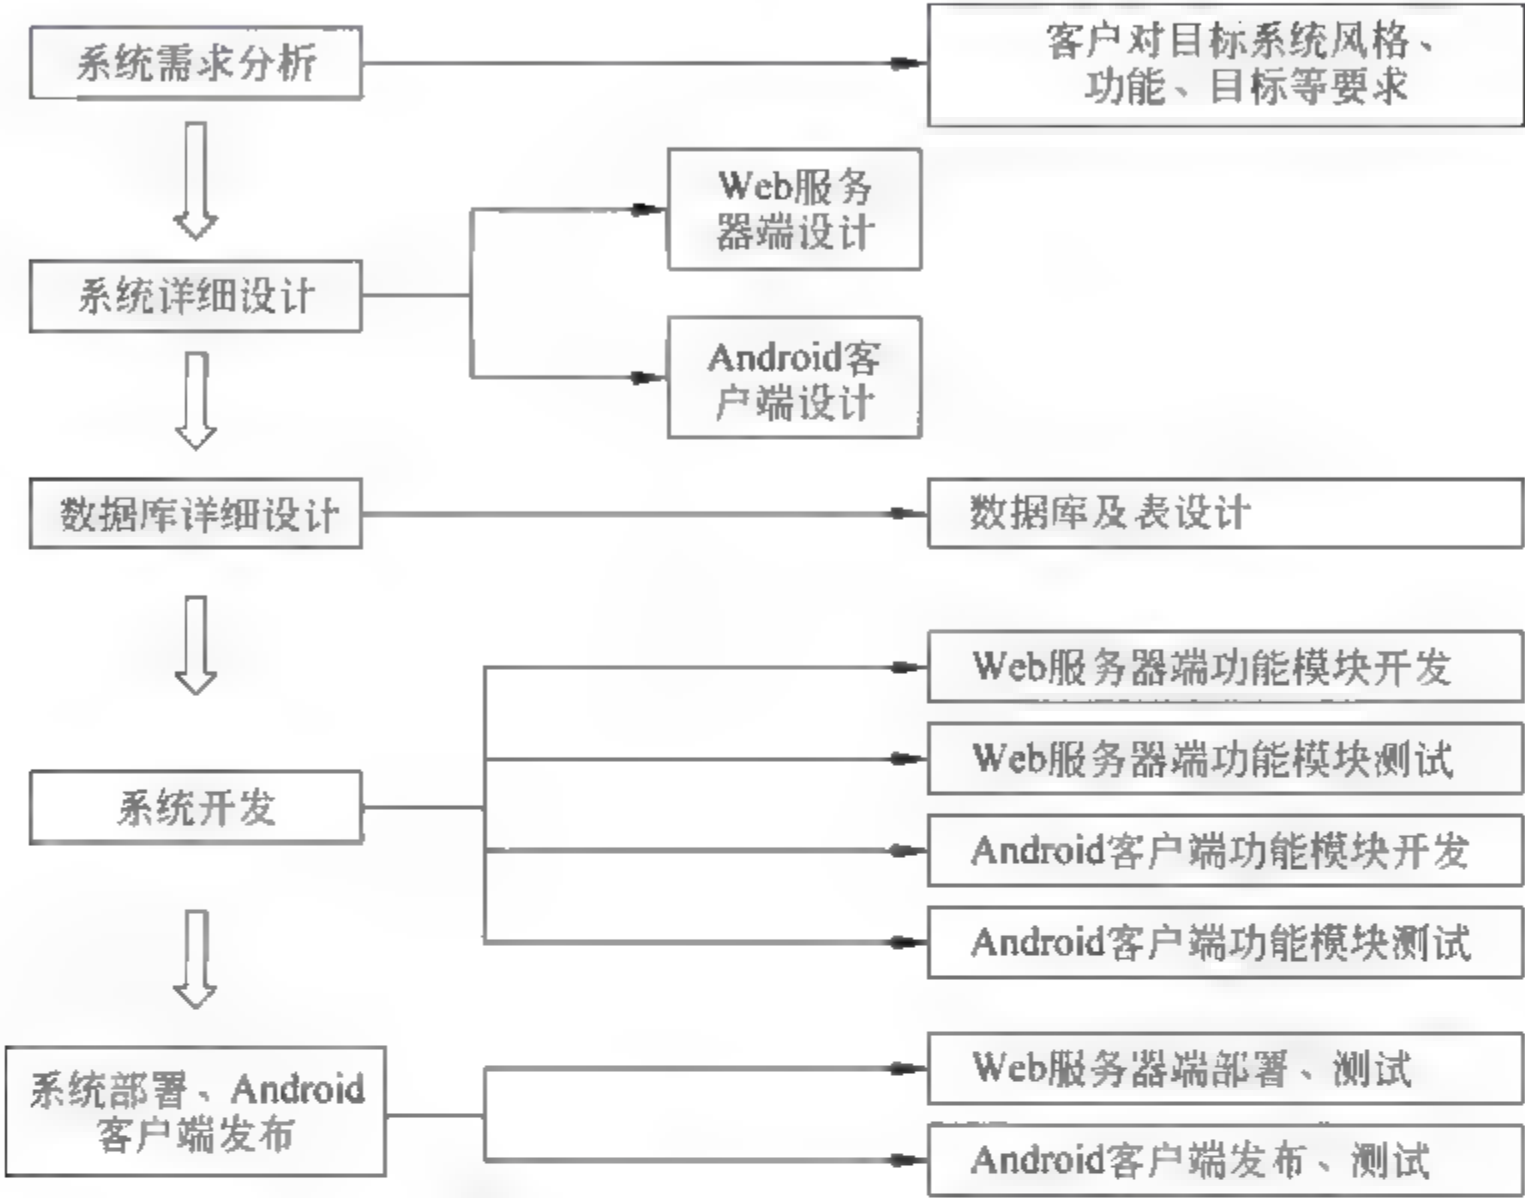 系统需求分析
客户对目标系统风格、
功能、目标等要求
Web服务
器端设计
系统详细设计
Android客
户端设计
数据库详细设计
数据库及表设计
Web服务器端功能模块开发
Web服务器端功能模块测试
系统开发
Android客户端功能模块开发
Android客户端功能模块测试
Web服务器端部署、测试
系统部署、Android
客户端发布
Android客户端发布、测试